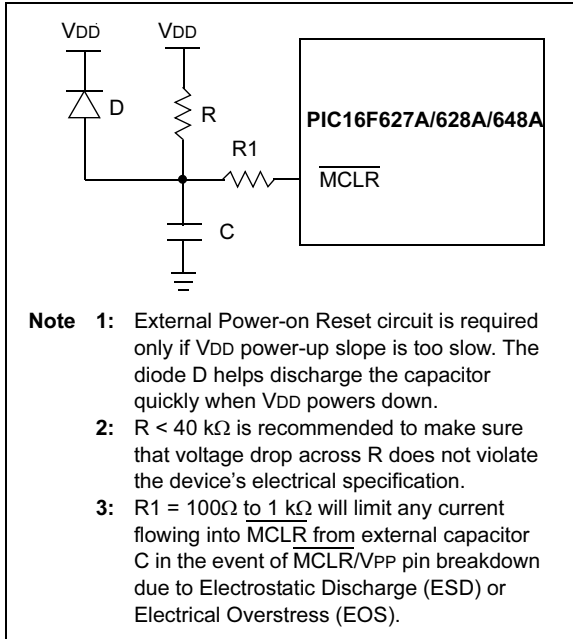 VDD VDD
D
R
PIC16F627A/628A/648A
R1
MCLR
C
Note 1: External Power-on Reset circuit is required
only if VDD power-up slope is too slow. The
diode D helps discharge the capacitor
quickly when VDD powers down.
2: R < 40 kΩ is recommended to make sure
that voltage drop across R does not violate
the device's electrical specification.
3: R1 = 100Ω to 1 kΩ will limit any current
flowing into MCLR from external capacitor
C in the event of MCLR/VPP pin breakdown
due to Electrostatic Discharge (ESD) or
Electrical Overstress (EOS).